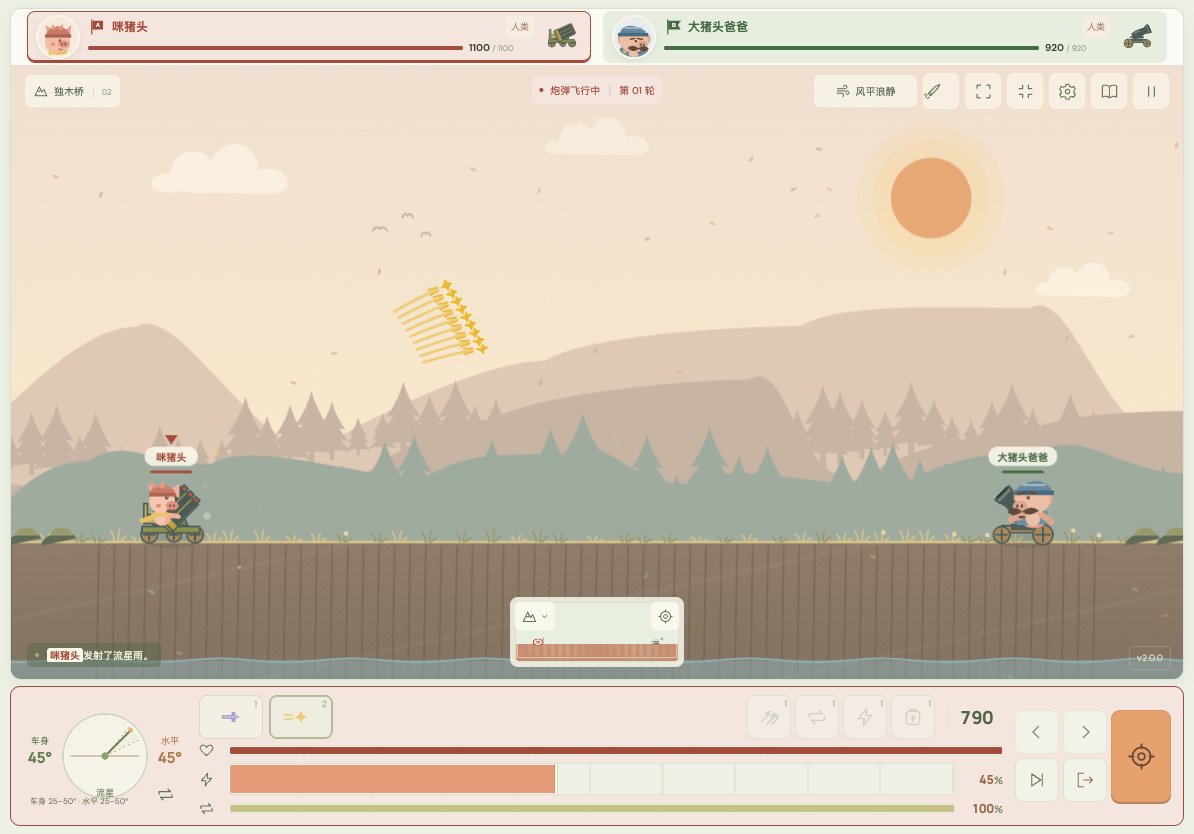 咪猪头
人类
1100 / 1100
大猪头爸爸
人类
920 / 920
独木桥 02
炮弹飞行中 第 01 轮
风平浪静
咪猪头
大猪头爸爸
咪猪头发射了流星雨。
v2.0.0
车身
45°
水平
45°
流星
车身 25–50° · 水平 25–50°
1
2
1
1
1
1
790
45%
100%